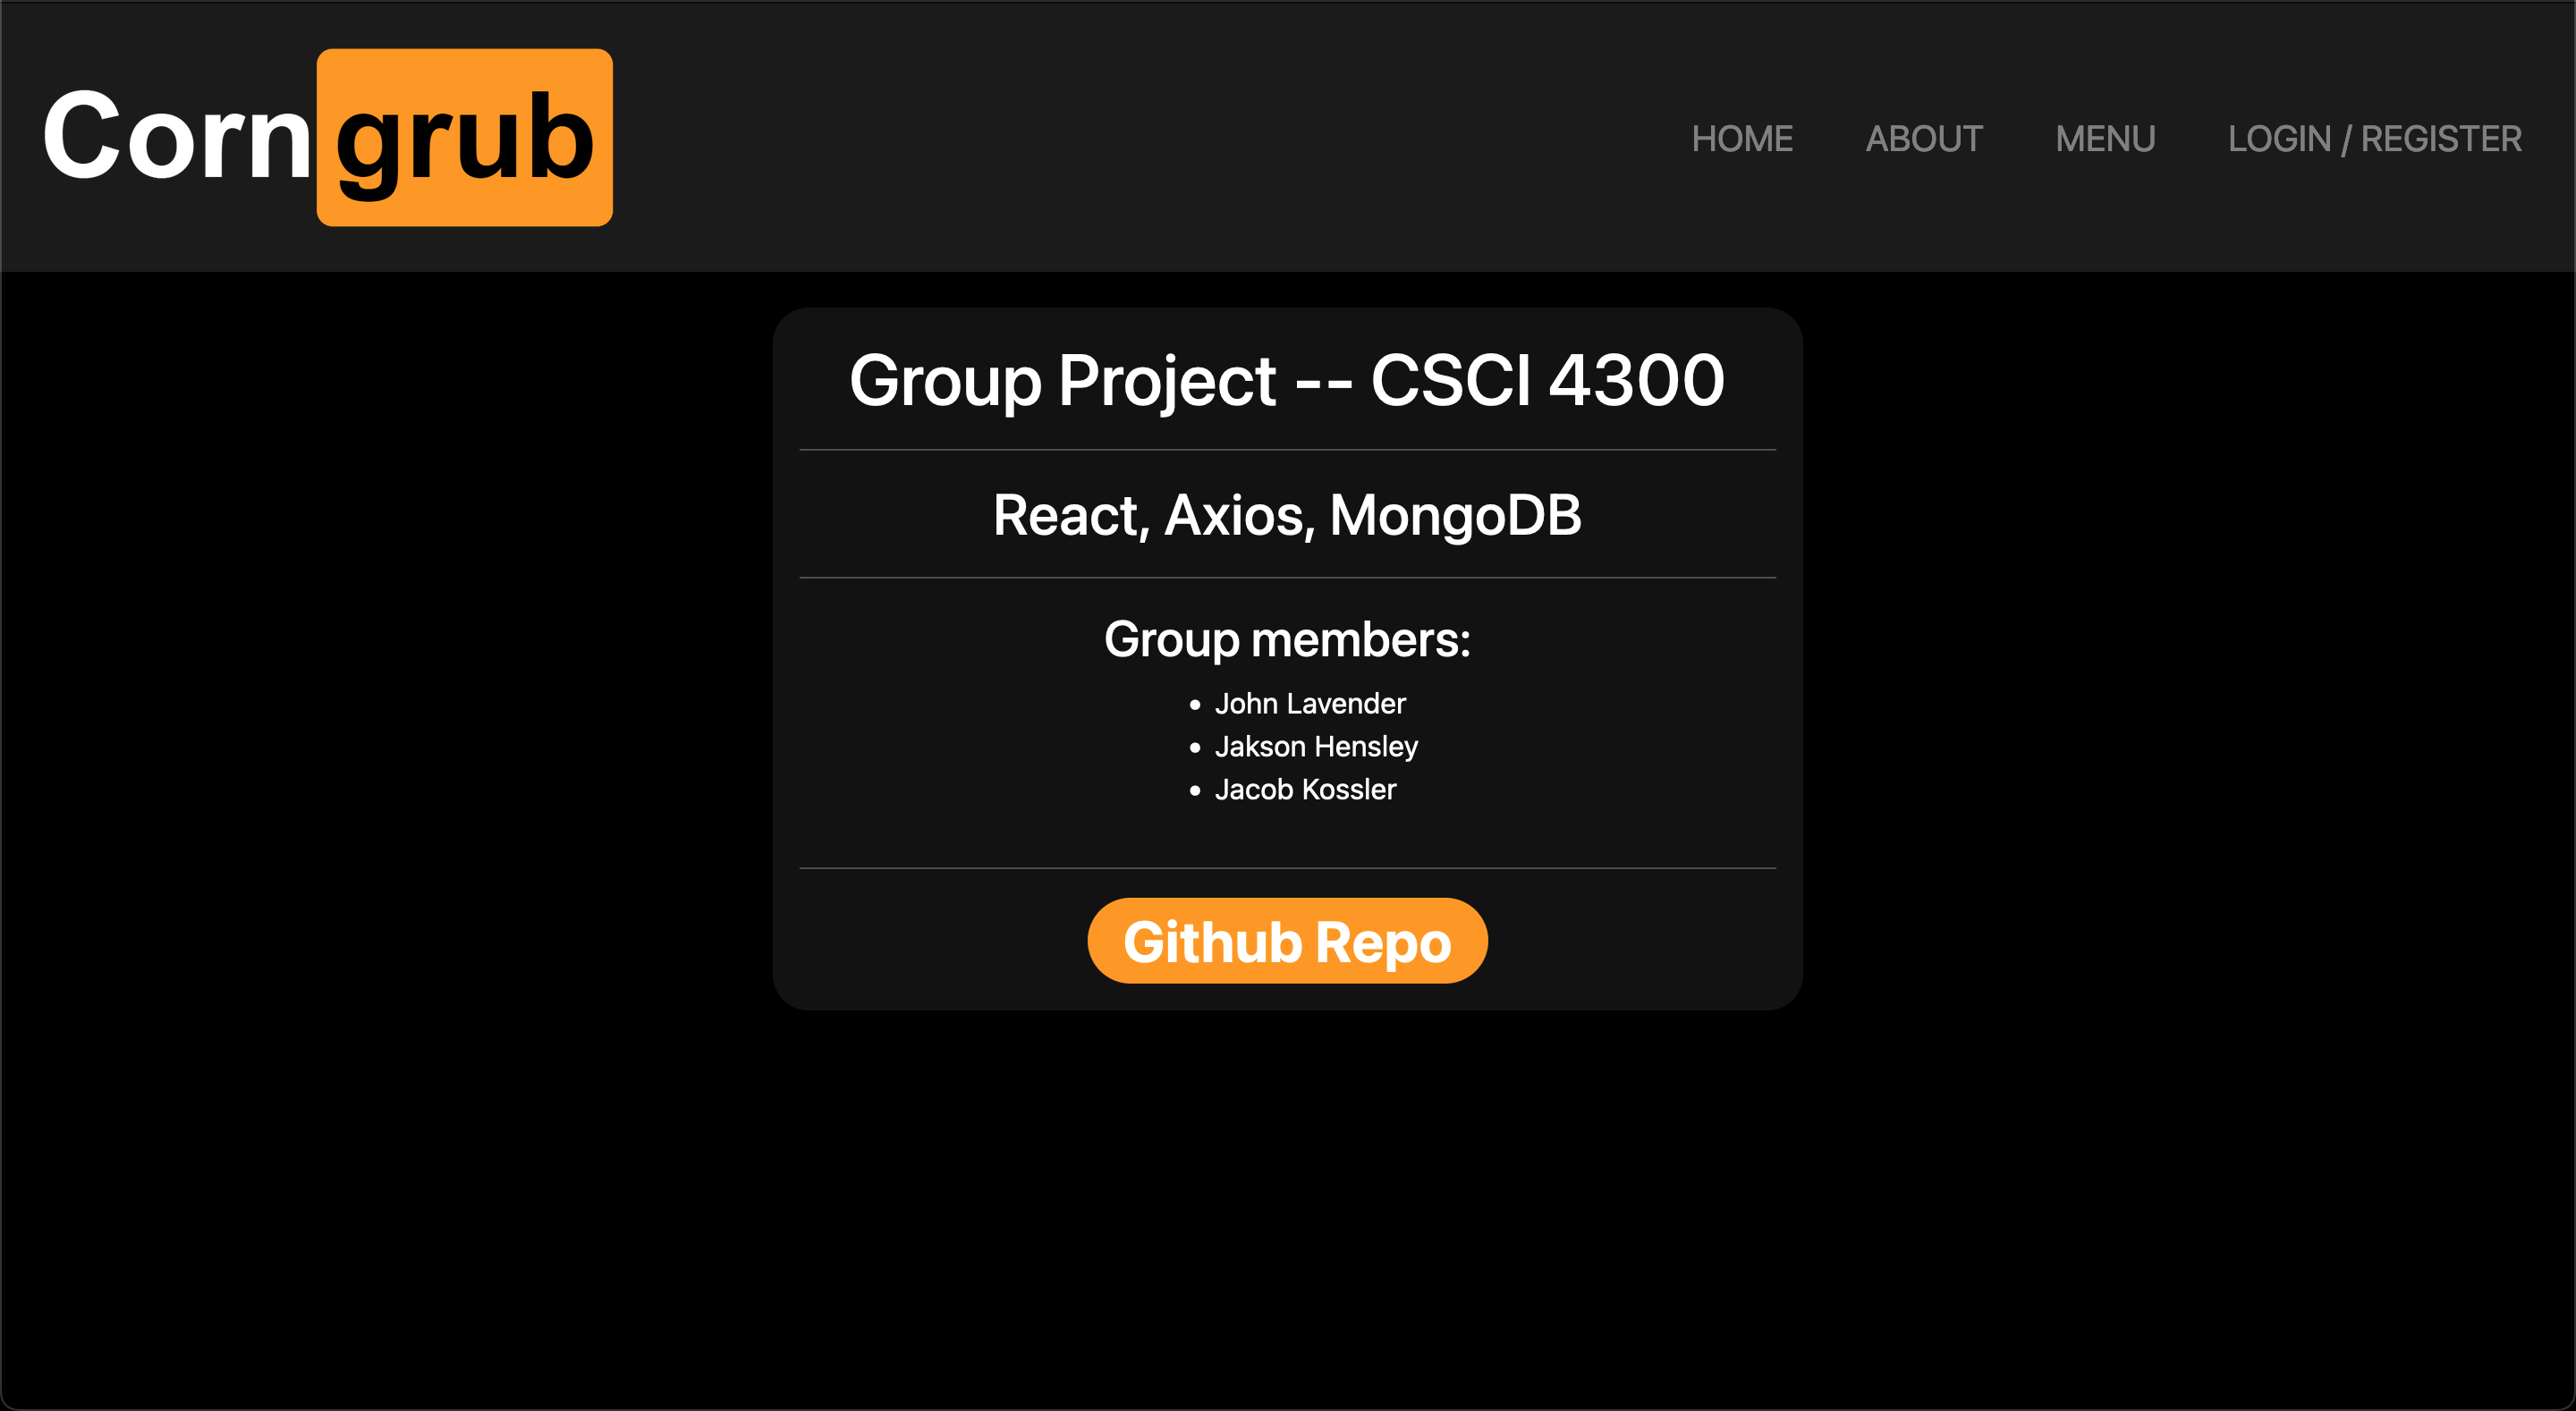 Corngrub
HOME ABOUT MENU LOGIN / REGISTER
Group Project -- CSCI 4300
React, Axios, MongoDB
Group members:
• John Lavender
• Jakson Hensley
• Jacob Kossler
Github Repo